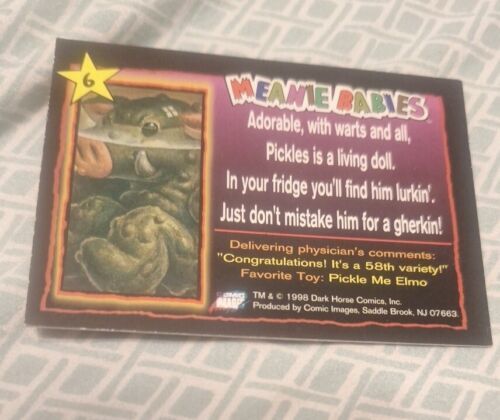 6
MEANIE BABIES
Adorable, with warts and all,
Pickles is a living doll.
In your fridge you'll find him lurkin'.
Just don't mistake him for a gherkin!
Delivering physician's comments:
"Congratulations! It's a 58th variety!"
Favorite Toy: Pickle Me Elmo
TM & © 1998 Dark Horse Comics, Inc.
Produced by Comic Images, Saddle Brook, NJ 07663